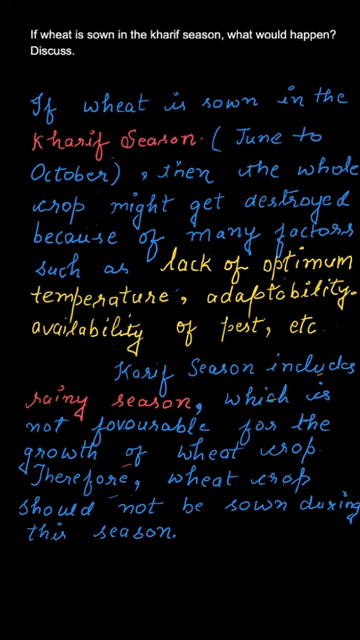 If wheat is sown in the kharif season, what would happen?
Discuss.
If wheat is sown in the
Kharif Season. (June to
October), then the whole
crop might get destroyed
because of many factors
such as lack of optimum
temperature, adaptability.
availability of pest, etc
Karif Season includes
rainy season, which is
not favourable for the
growth of wheat crop.
Therefore, wheat crop
should not be sown during
this season.